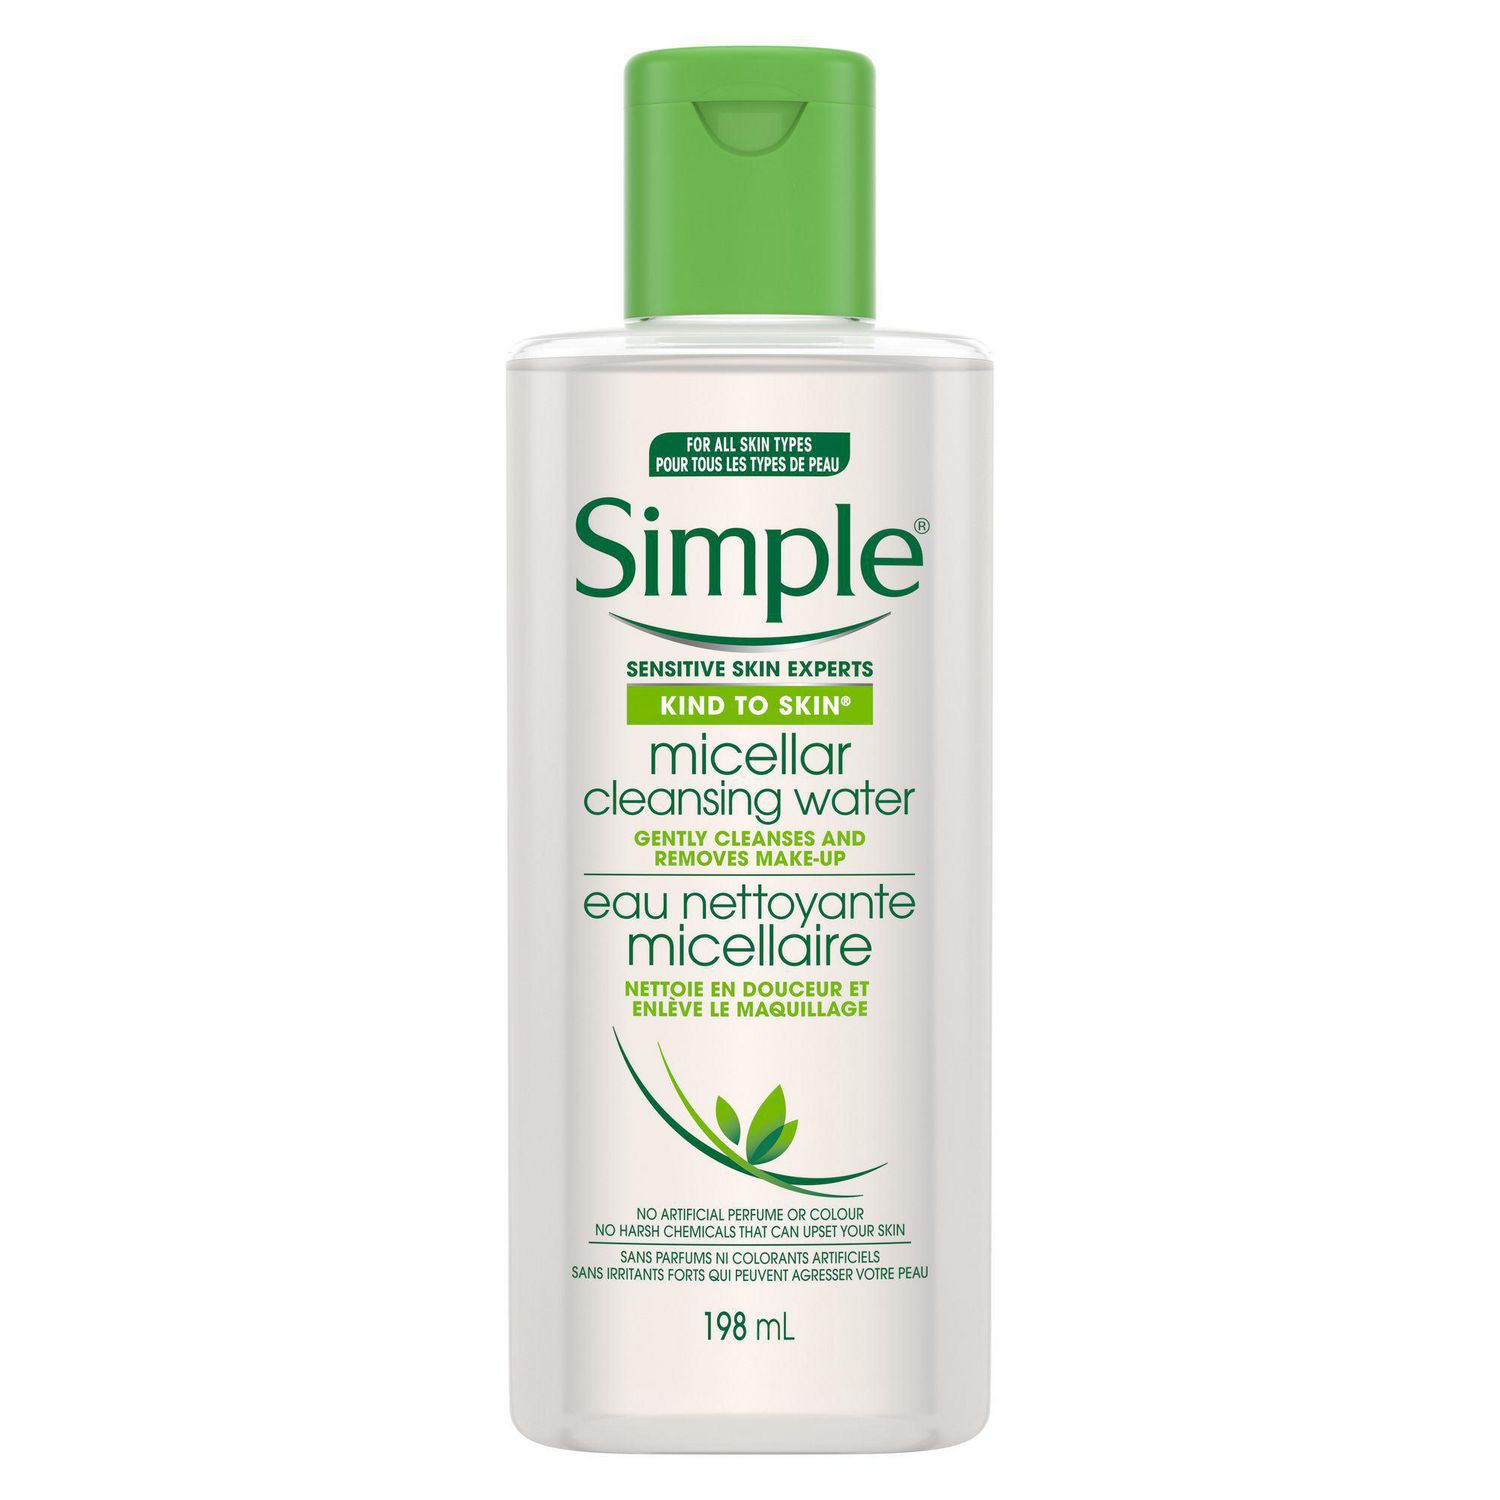 FOR ALL SKIN TYPES
POUR TOUS LES TYPES DE PEAU
Simple®
SENSITIVE SKIN EXPERTS
KIND TO SKIN®
micellar
cleansing water
GENTLY CLEANSES AND
REMOVES MAKE-UP
eau nettoyante
micellaire
NETTOIE EN DOUCEUR ET
ENLÈVE LE MAQUILLAGE
NO ARTIFICIAL PERFUME OR COLOUR
NO HARSH CHEMICALS THAT CAN UPSET YOUR SKIN
SANS PARFUMS NI COLORANTS ARTIFICIELS
SANS IRRITANTS FORTS QUI PEUVENT AGRESSER VOTRE PEAU
198 mL